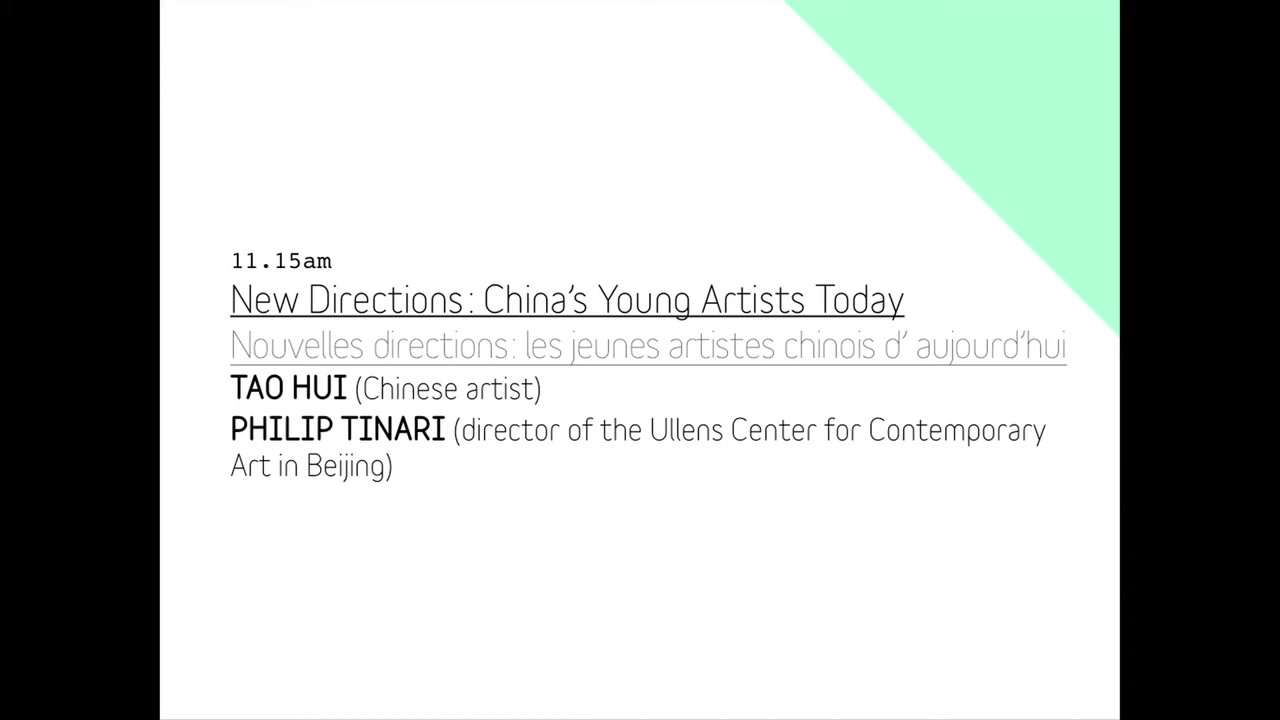 11.15am
New Directions: China's Young Artists Today
Nouvelles directions: les jeunes artistes chinois d' aujourd'hui
TAO HUI (Chinese artist)
PHILIP TINARI (director of the Ullens Center for Contemporary
Art in Beijing)